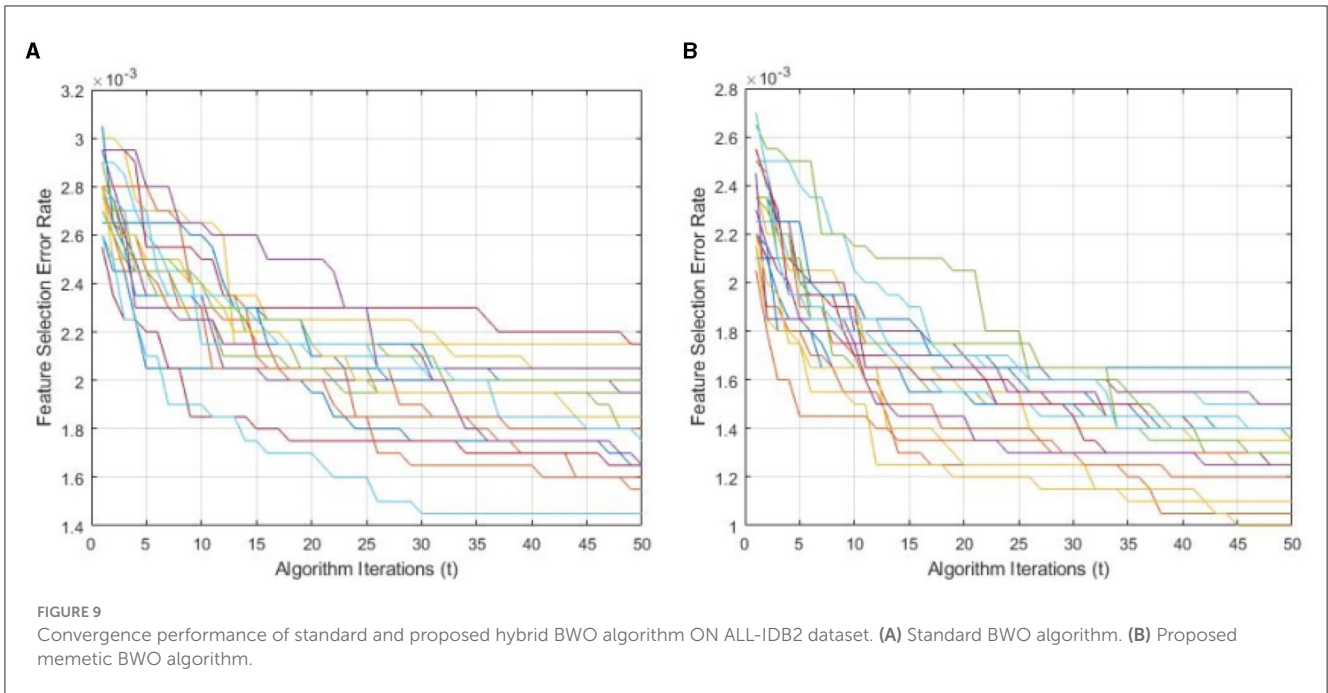 A
× 10⁻³
3.2
3
2.8
2.6
2.4
2.2
2
1.8
1.6
1.4
Feature Selection Error Rate
0 5 10 15 20 25 30 35 40 45 50
Algorithm Iterations (t)
B
× 10⁻³
2.8
2.6
2.4
2.2
2
1.8
1.6
1.4
1.2
1
Feature Selection Error Rate
0 5 10 15 20 25 30 35 40 45 50
Algorithm Iterations (t)
FIGURE 9
Convergence performance of standard and proposed hybrid BWO algorithm ON ALL-IDB2 dataset. (A) Standard BWO algorithm. (B) Proposed
memetic BWO algorithm.